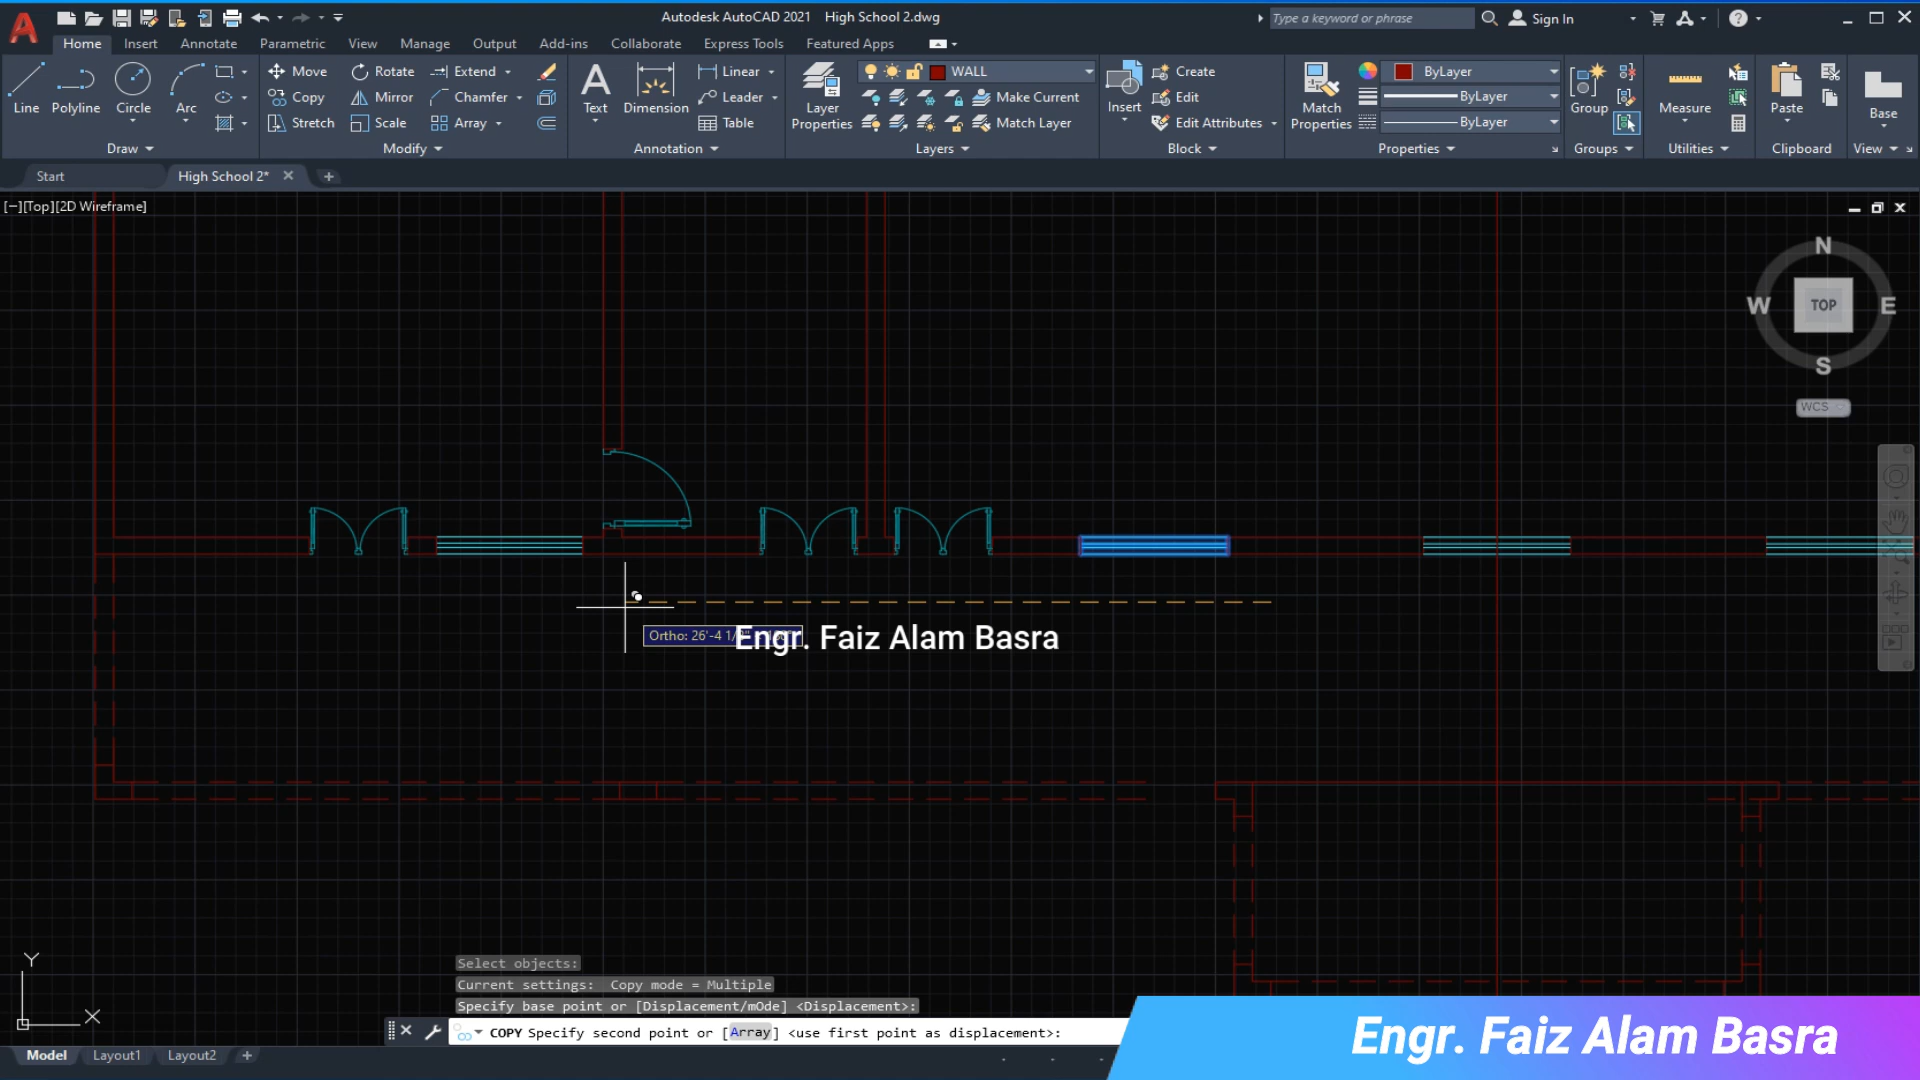 Autodesk AutoCAD 2021 High School 2.dwg
Type a keyword or phrase
Sign In
Home Insert Annotate Parametric View Manage Output Add-ins Collaborate Express Tools Featured Apps
Line Polyline Circle Arc
Move Rotate Extend
Copy Mirror Chamfer
Stretch Scale Array
Text Dimension
Linear
Leader
Table
Layer Properties
WALL
Make Current
Match Layer
Insert
Create
Edit
Edit Attributes
Match Properties
ByLayer
ByLayer
ByLayer
Group
Measure
Paste
Base
Draw Modify Annotation Layers Block Properties Groups Utilities Clipboard View
Start High School 2*
[−][Top][2D Wireframe]
N
W TOP E
S
WCS
Ortho: 26'-4
Engr. Faiz Alam Basra
Y
X
Select objects:
Current settings: Copy mode = Multiple
Specify base point or [Displacement/mOde] <Displacement>:
COPY Specify second point or [Array] <use first point as displacement>:
Engr. Faiz Alam Basra
Model Layout1 Layout2